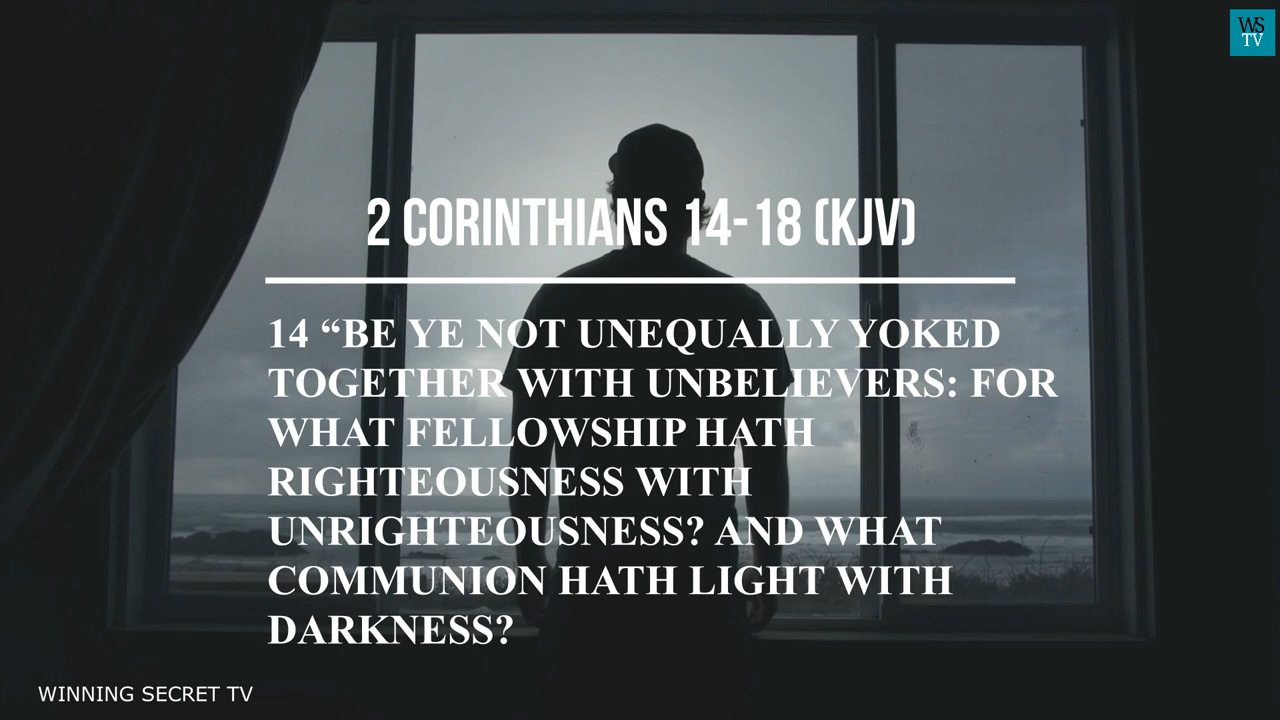 WS
TV
2 CORINTHIANS 14-18 (KJV)
14 “BE YE NOT UNEQUALLY YOKED
TOGETHER WITH UNBELIEVERS: FOR
WHAT FELLOWSHIP HATH
RIGHTEOUSNESS WITH
UNRIGHTEOUSNESS? AND WHAT
COMMUNION HATH LIGHT WITH
DARKNESS?
WINNING SECRET TV